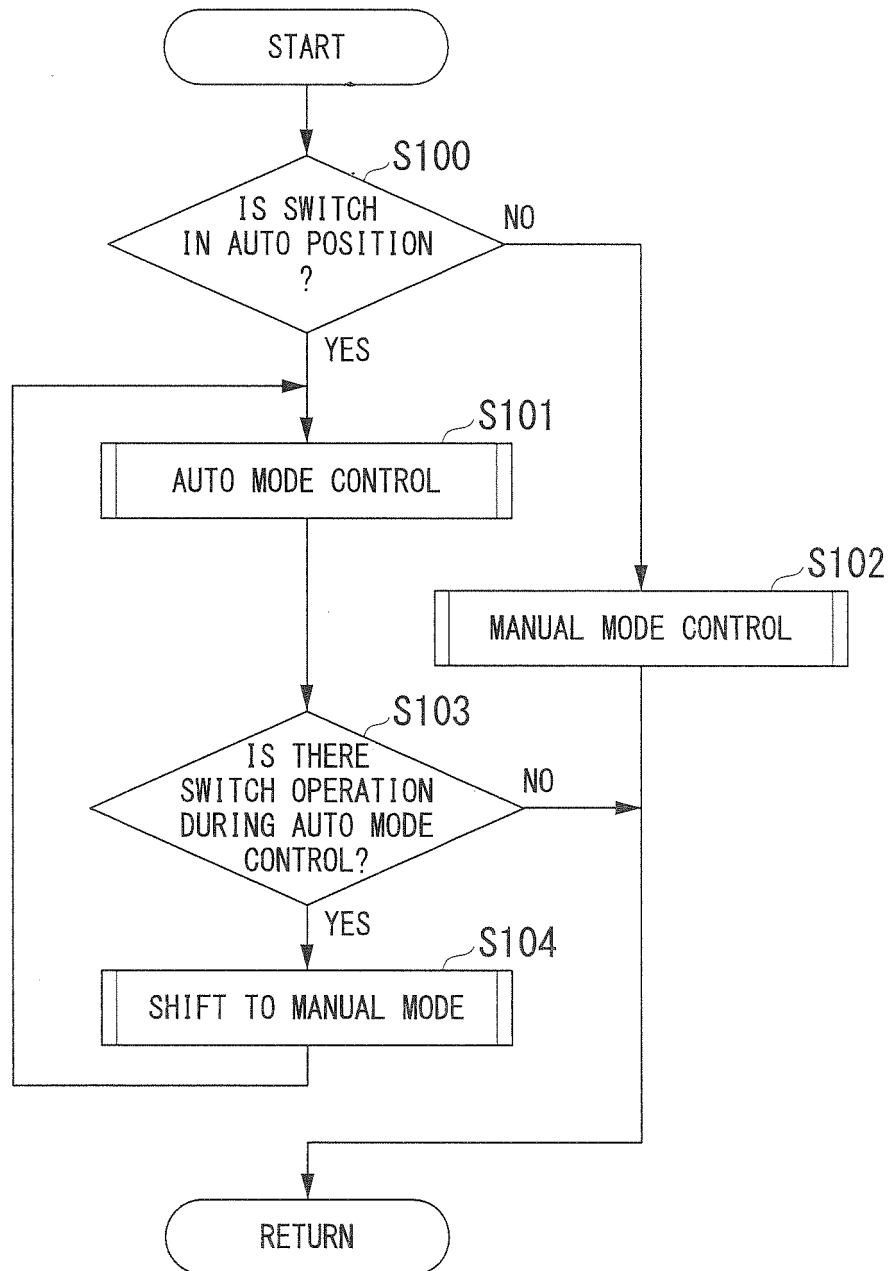 START
S100
IS SWITCH
IN AUTO POSITION
?
NO
YES
S101
AUTO MODE CONTROL
S102
MANUAL MODE CONTROL
S103
IS THERE
SWITCH OPERATION
DURING AUTO MODE
CONTROL?
NO
YES
S104
SHIFT TO MANUAL MODE
RETURN